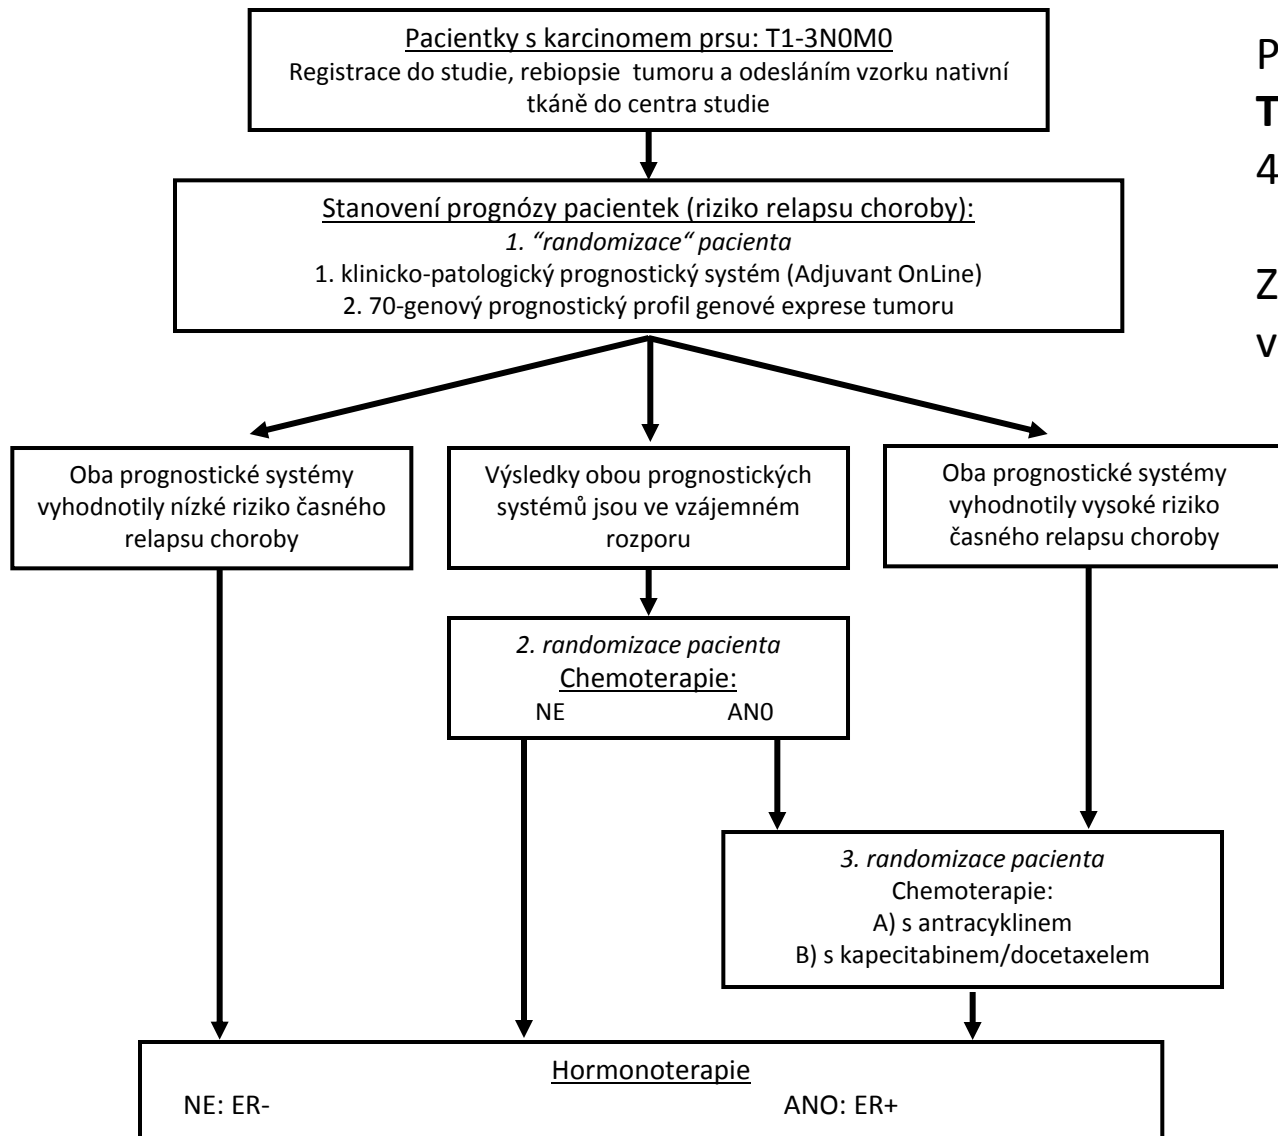 Pacientky s karcinomem prsu: T1-3N0M0
Registrace do studie, rebiopsie tumoru a odesláním vzorku nativní
tkáně do centra studie
P
T
4
Z
v
Stanovení prognózy pacientek (riziko relapsu choroby):
1. “randomizace“ pacienta
1. klinicko-patologický prognostický systém (Adjuvant OnLine)
2. 70-genový prognostický profil genové exprese tumoru
Oba prognostické systémy
vyhodnotily nízké riziko časného
relapsu choroby
Výsledky obou prognostických
systémů jsou ve vzájemném
rozporu
Oba prognostické systémy
vyhodnotily vysoké riziko
časného relapsu choroby
2. randomizace pacienta
Chemoterapie:
NE AN0
3. randomizace pacienta
Chemoterapie:
A) s antracyklinem
B) s kapecitabinem/docetaxelem
Hormonoterapie
NE: ER- ANO: ER+